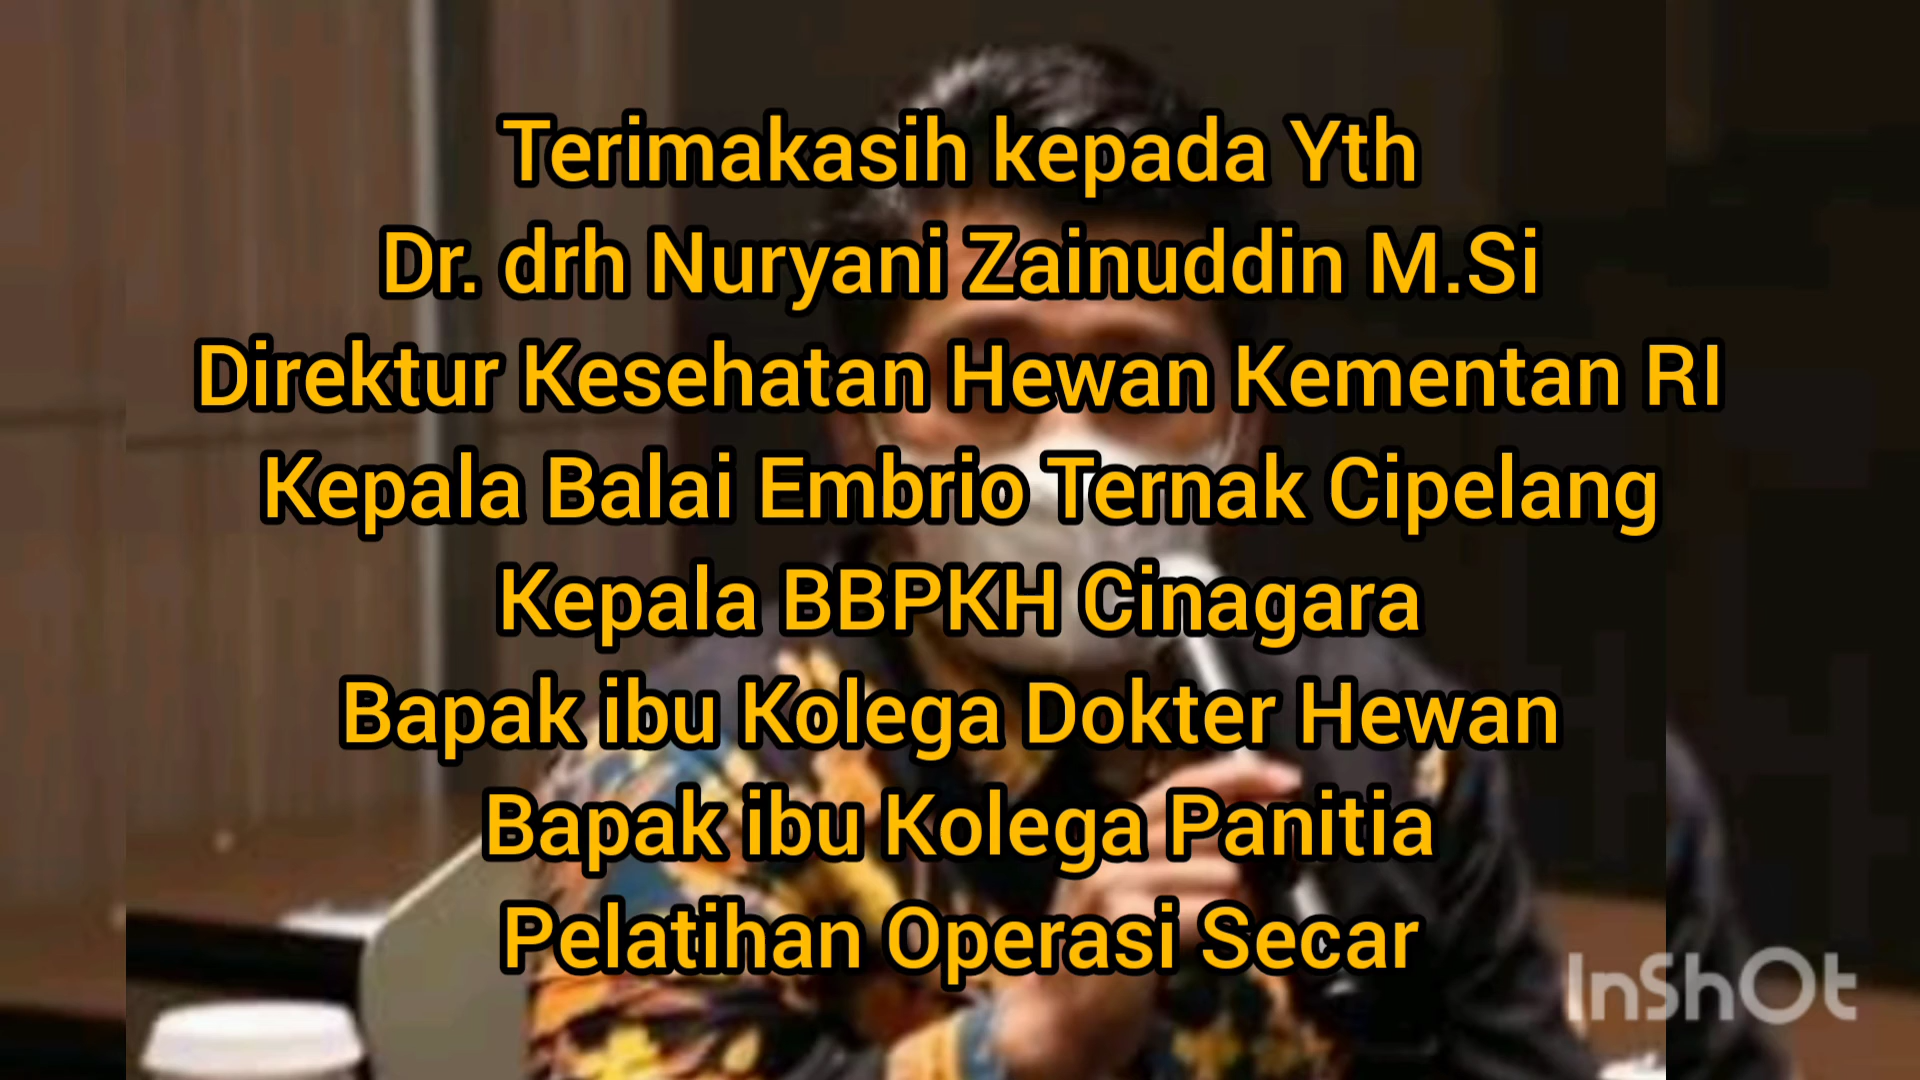 Terimakasih kepada Yth
Dr. drh Nuryani Zainuddin M.Si
Direktur Kesehatan Hewan Kementan RI
Kepala Balai Embrio Ternak Cipelang
Kepala BBPKH Cinagara
Bapak ibu Kolega Dokter Hewan
Bapak ibu Kolega Panitia
Pelatihan Operasi Secar
InShOt